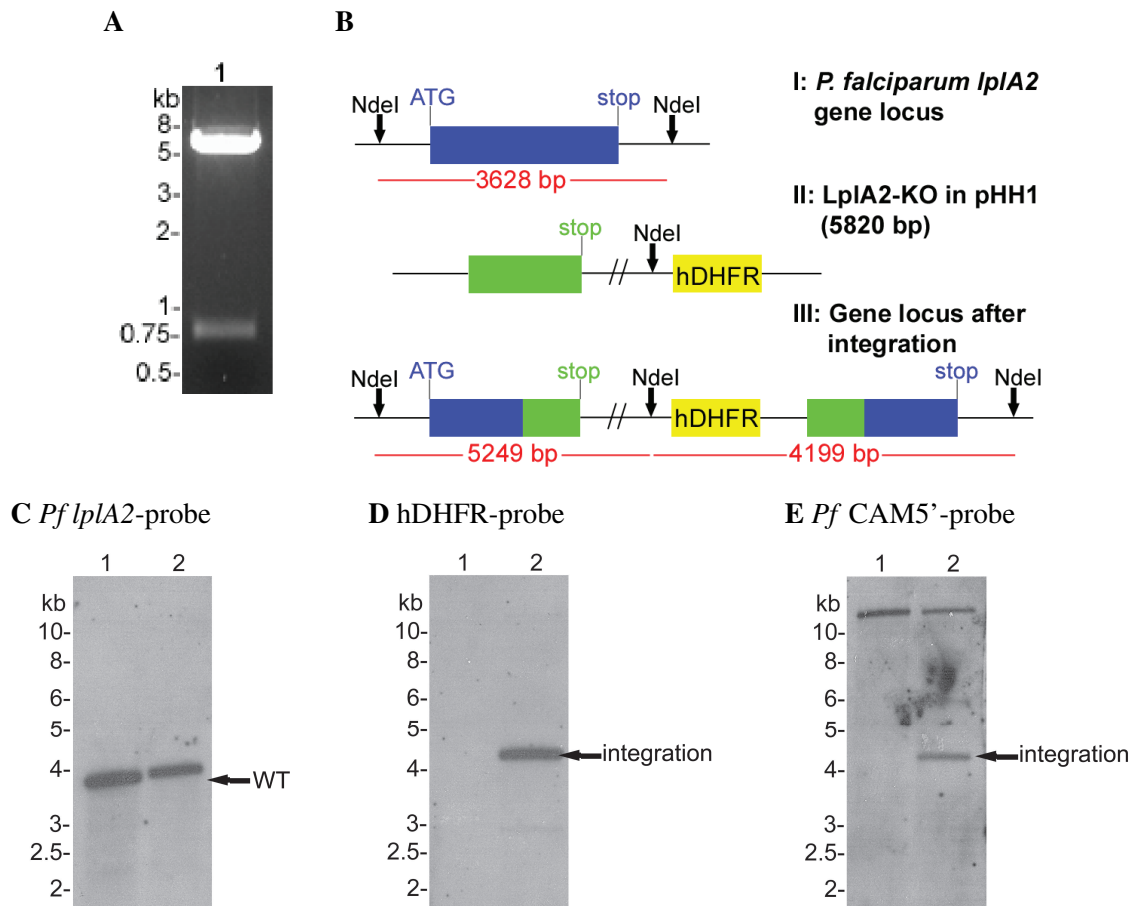 A
1
kb
8-
5-
3-
2-
1-
0.75-
0.5-
B
NdeI ATG stop NdeI
3628 bp
I: P. falciparum lplA2
gene locus
stop NdeI
hDHFR
II: LplA2-KO in pHH1
(5820 bp)
III: Gene locus after
integration
NdeI ATG stop NdeI stop NdeI
hDHFR
5249 bp 4199 bp
C Pf lplA2-probe
1 2
kb
10-
8-
6-
5-
4-
3-
2.5-
2-
WT
D hDHFR-probe
1 2
kb
10-
8-
6-
5-
4-
3-
2.5-
2-
integration
E Pf CAM5'-probe
1 2
kb
10-
8-
6-
5-
4-
3-
2.5-
2-
integration